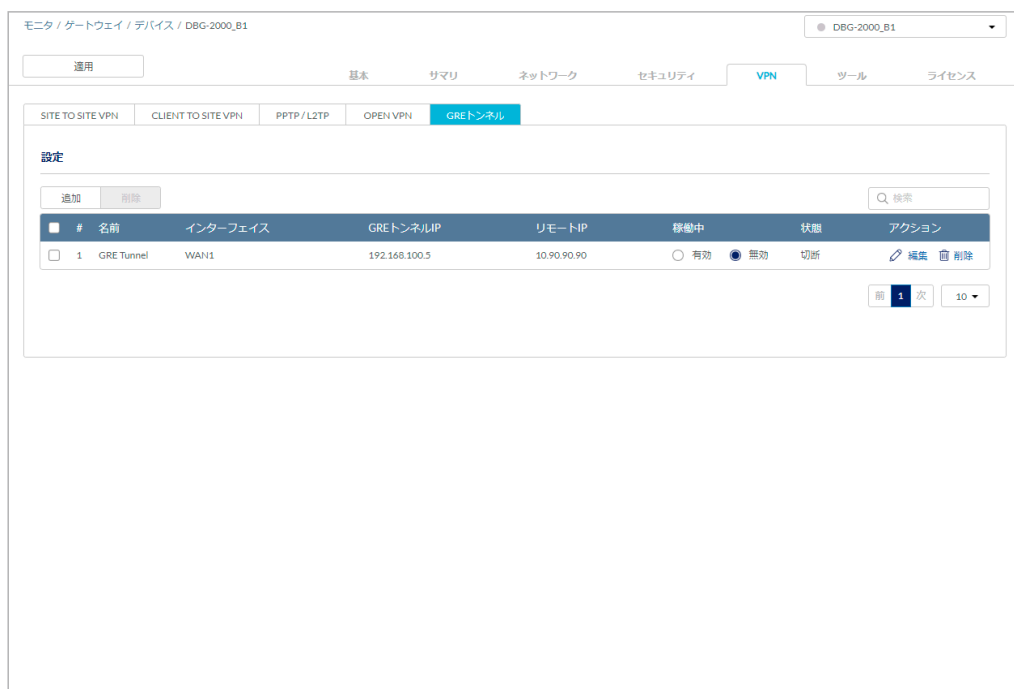 モニタ / ゲートウェイ / デバイス / DBG-2000_B1
DBG-2000_B1
適用
基本 サマリ ネットワーク セキュリティ VPN ツール ライセンス
SITE TO SITE VPN CLIENT TO SITE VPN PPTP / L2TP OPEN VPN GREトンネル
設定
追加 削除 検索
# 名前 インターフェイス GREトンネルIP リモートIP 稼働中 状態 アクション
1 GRE Tunnel WAN1 192.168.100.5 10.90.90.90 有効 無効 切断 編集 削除
前 1 次 10